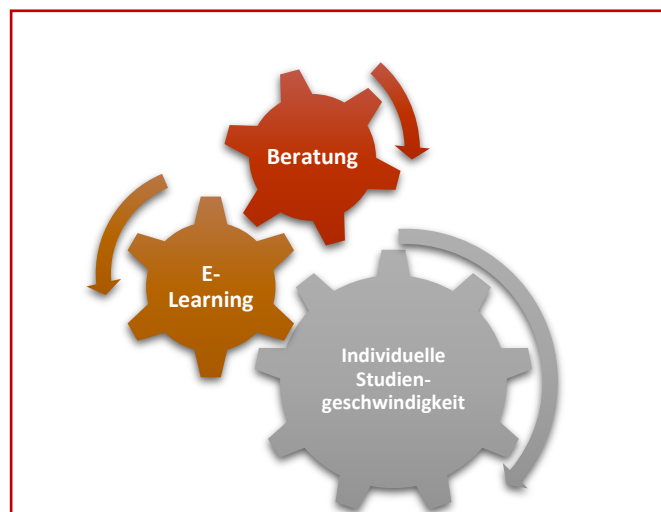 Beratung
E-
Learning
Individuelle
Studien-
geschwindigkeit